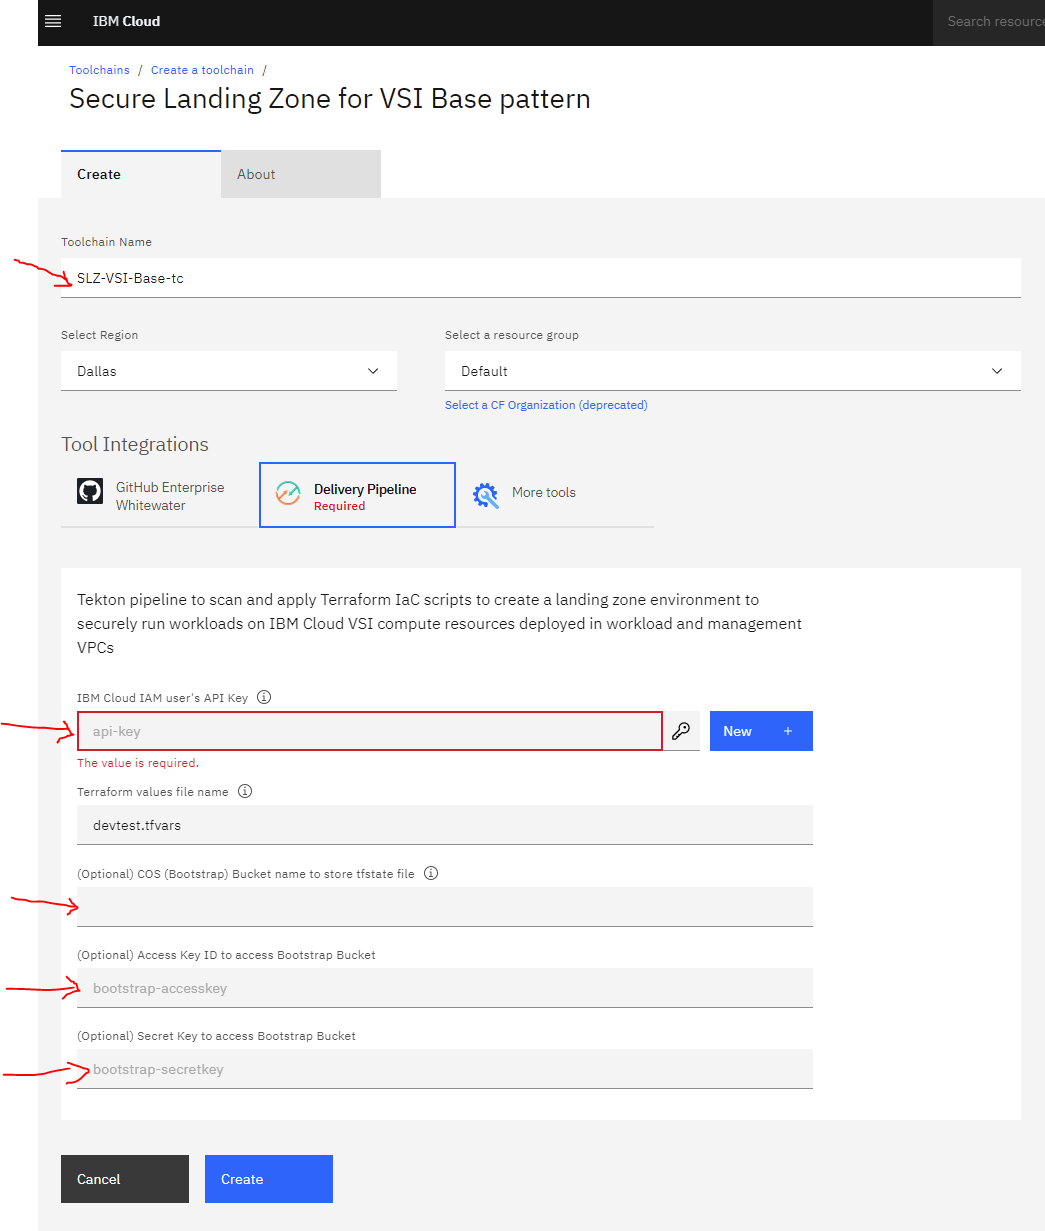 IBM Cloud
Search resource
Toolchains / Create a toolchain /
Secure Landing Zone for VSI Base pattern
Create
About
Toolchain Name
SLZ-VSI-Base-tc
Select Region
Select a resource group
Dallas
Default
Select a CF Organization (deprecated)
Tool Integrations
GitHub Enterprise
Whitewater
Delivery Pipeline
Required
More tools
Tekton pipeline to scan and apply Terraform IaC scripts to create a landing zone environment to
securely run workloads on IBM Cloud VSI compute resources deployed in workload and management
VPCs
IBM Cloud IAM user's API Key
api-key
New +
The value is required.
Terraform values file name
devtest.tfvars
(Optional) COS (Bootstrap) Bucket name to store tfstate file
(Optional) Access Key ID to access Bootstrap Bucket
bootstrap-accesskey
(Optional) Secret Key to access Bootstrap Bucket
bootstrap-secretkey
Cancel
Create